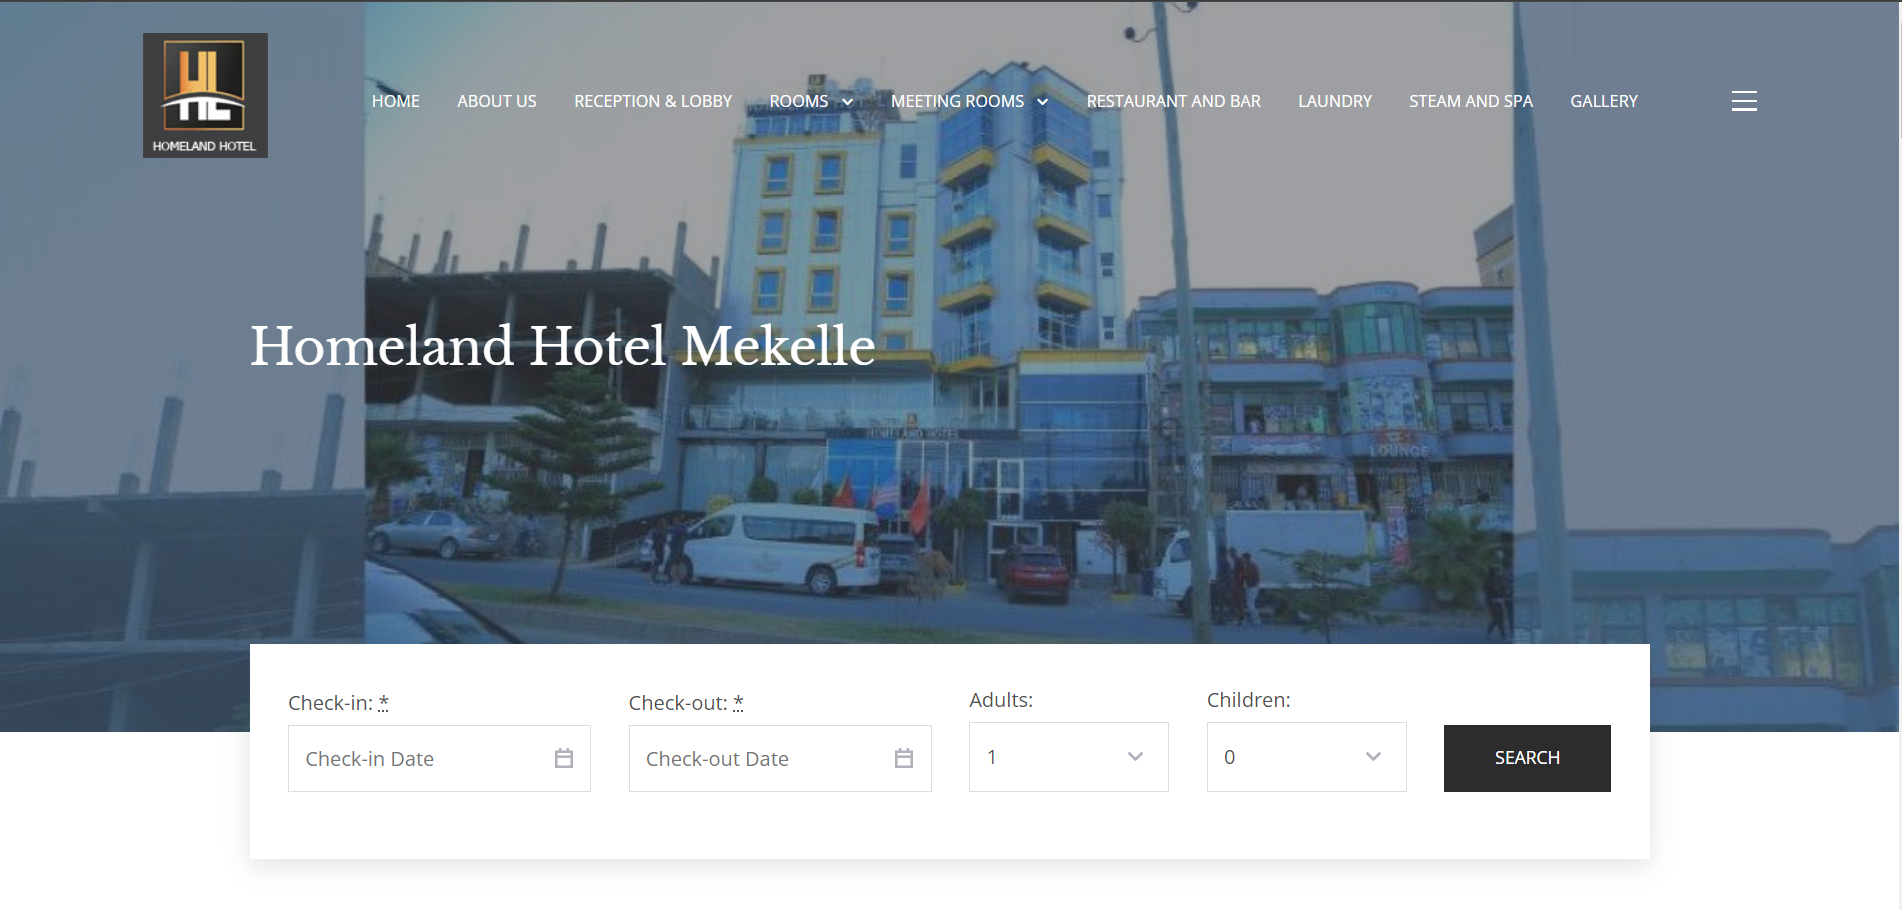 HOMELAND HOTEL
HOME ABOUT US RECEPTION & LOBBY ROOMS MEETING ROOMS RESTAURANT AND BAR LAUNDRY STEAM AND SPA GALLERY
Homeland Hotel Mekelle
HOMELAND HOTEL
LOUNGE
Check-in: * Check-out: * Adults: Children:
Check-in Date Check-out Date 1 0 SEARCH